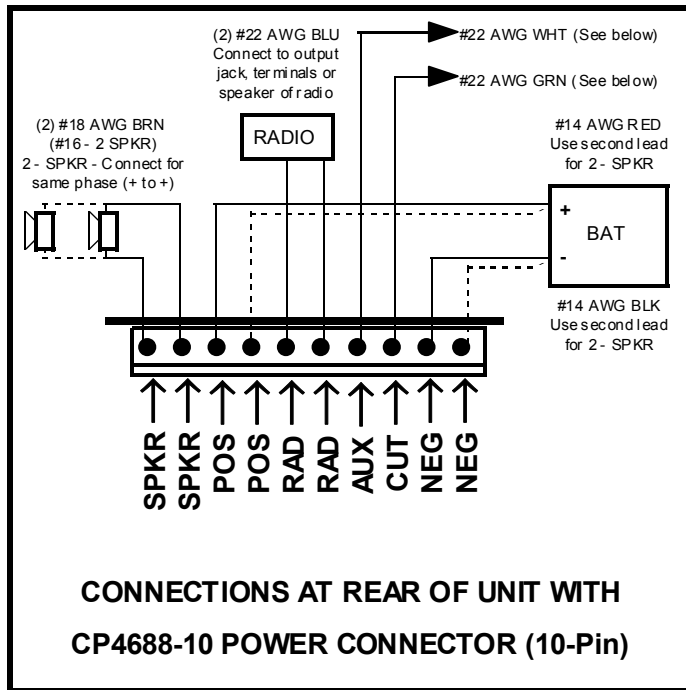 (2) #22 AWG BLU
Connect to output
jack, terminals or
speaker of radio
#22 AWG WHT (See below)
#22 AWG GRN (See below)
(2) #18 AWG BRN
(#16 - 2 SPKR)
2 - SPKR - Connect for
same phase (+ to +)
RADIO
#14 AWG RED
Use second lead
for 2 - SPKR
+
BAT
-
#14 AWG BLK
Use second lead
for 2 - SPKR
SPKR
SPKR
POS
POS
RAD
RAD
AUX
CUT
NEG
NEG
CONNECTIONS AT REAR OF UNIT WITH
CP4688-10 POWER CONNECTOR (10-Pin)